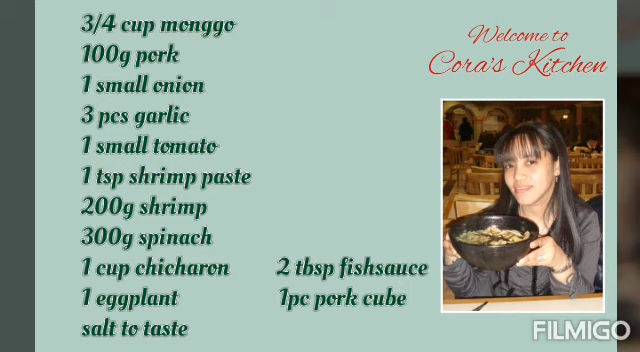 3/4 cup monggo
100g pork
1 small onion
3 pcs garlic
1 small tomato
1 tsp shrimp paste
200g shrimp
300g spinach
1 cup chicharon
1 eggplant
salt to taste
2 tbsp fishsauce
1pc pork cube
Welcome to
Cora's Kitchen
FILMIGO